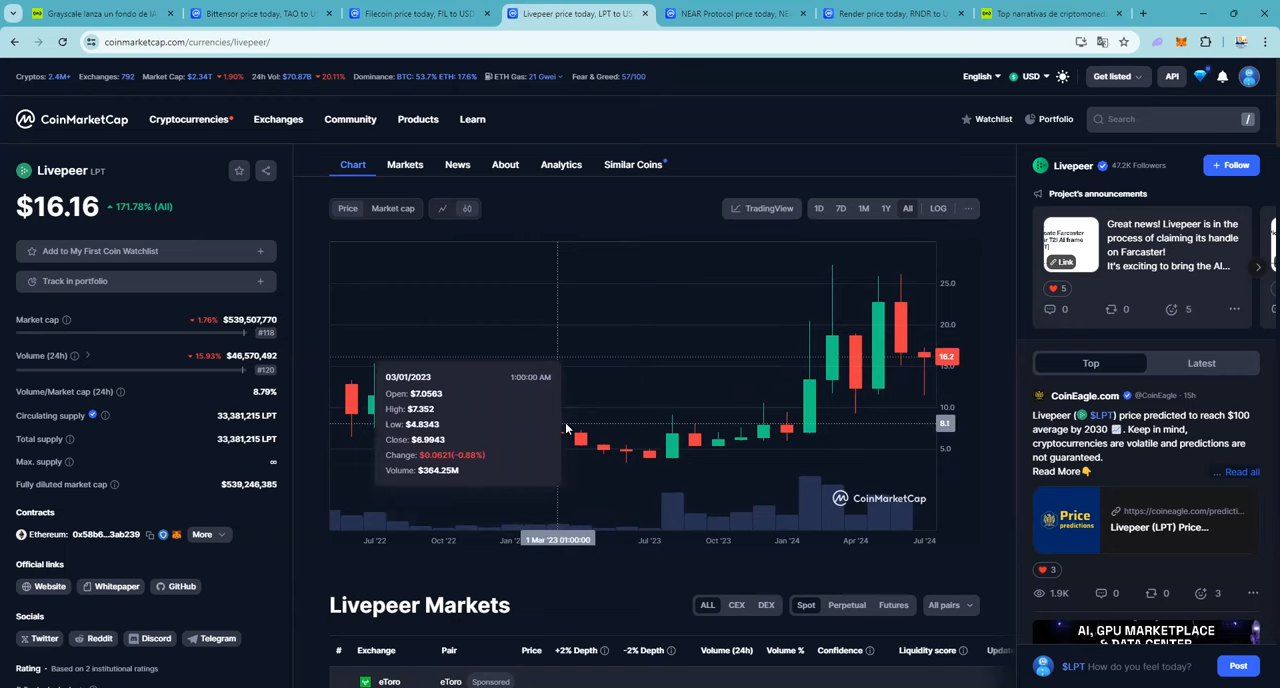 Grayscale lanza un fondo de IA
Bittensor price today, TAO to U
Filecoin price today, FIL to USD
Livepeer price today, LPT to US
NEAR Protocol price today, NE
Render price today, RNDR to U
Top narrativas de criptomoned
coinmarketcap.com/currencies/livepeer/
Cryptos: 2.4M+ Exchanges: 792 Market Cap: $2.34T 1.90% 24h Vol: $70.87B 20.11% Dominance: BTC: 53.7% ETH: 17.6% ETH Gas: 21 Gwei Fear & Greed: 57/100
English USD Get listed API
CoinMarketCap Cryptocurrencies Exchanges Community Products Learn
Watchlist Portfolio Search /
Livepeer LPT
$16.16 171.78% (All)
Add to My First Coin Watchlist +
Track in portfolio +
Market cap 1.76% $539,507,770
#118
Volume (24h) 15.93% $46,570,492
#120
Volume/Market cap (24h) 8.79%
Circulating supply 33,381,215 LPT
Total supply 33,381,215 LPT
Max. supply ∞
Fully diluted market cap $539,246,385
Contracts
Ethereum: 0x58b6...3ab239 More
Official links
Website Whitepaper GitHub
Socials
Twitter Reddit Discord Telegram
Rating · Based on 2 institutional ratings
Chart Markets News About Analytics Similar Coins
Price Market cap TradingView 1D 7D 1M 1Y All LOG ...
25.0
20.0
16.2
15.0
10.0
8.1
5.0
03/01/2023 1:00:00 AM
Open: $7.0563
High: $7.352
Low: $4.8343
Close: $6.9943
Change: $0.0621(-0.88%)
Volume: $364.25M
CoinMarketCap
Jul '22 Oct '22 Jan '2 1 Mar '23 01:00:00 Jul '23 Oct '23 Jan '24 Apr '24 Jul '24
Livepeer Markets
ALL CEX DEX Spot Perpetual Futures All pairs
# Exchange Pair Price +2% Depth -2% Depth Volume (24h) Volume % Confidence Liquidity score Updat
eToro eToro Sponsored
Livepeer 47.2K Followers + Follow
Project's announcements
Great news! Livepeer is in the
process of claiming its handle
on Farcaster!
It's exciting to bring the AI...
Link
5
0 0 5 ...
Top Latest
CoinEagle.com @CoinEagle · 15h
Livepeer ( $LPT) price predicted to reach $100
average by 2030. Keep in mind,
cryptocurrencies are volatile and predictions are
not guaranteed.
Read More ... Read all
Price
predictions
https://coineagle.com/predicti...
Livepeer (LPT) Price...
3
1.9K 0 0 3 ...
AI, GPU MARKETPLACE
& DATA CENTER
$LPT How do you feel today? Post